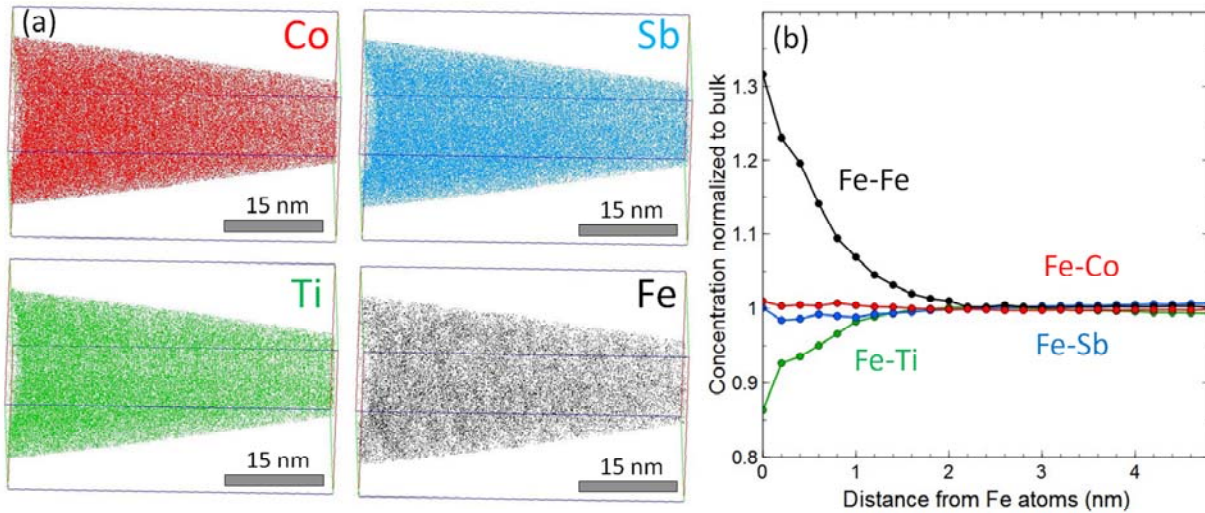 (a)
Co
15 nm
Sb
15 nm
Ti
15 nm
Fe
15 nm
(b)
Concentration normalized to bulk
1.3
1.2
1.1
1
0.9
0.8
Fe-Fe
Fe-Co
Fe-Sb
Fe-Ti
0 1 2 3 4
Distance from Fe atoms (nm)